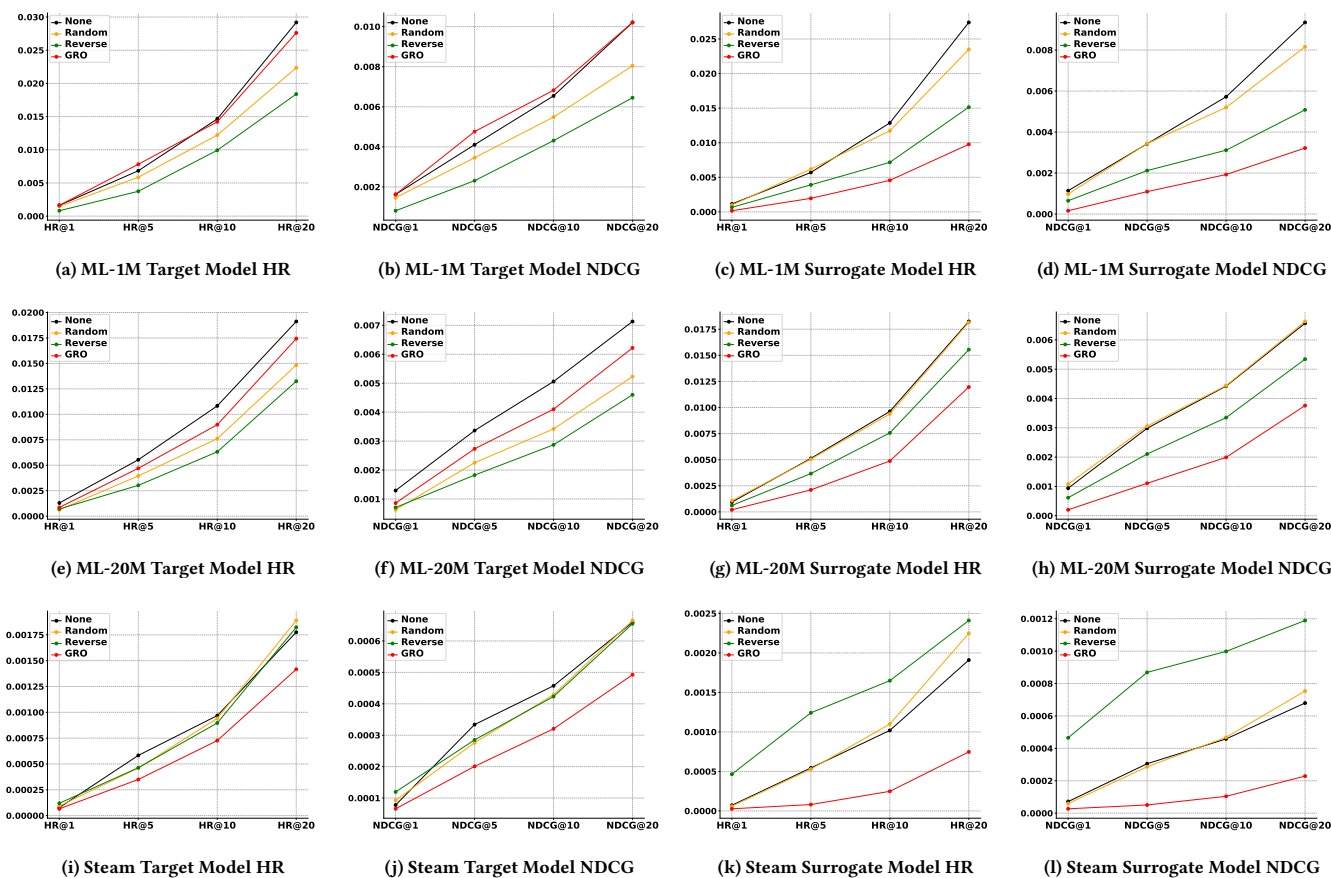 None
Random
Reverse
GRO
0.030
0.025
0.020
0.015
0.010
0.005
0.000
HR@1 HR@5 HR@10 HR@20
(a) ML-1M Target Model HR
None
Random
Reverse
GRO
0.010
0.008
0.006
0.004
0.002
NDCG@1 NDCG@5 NDCG@10 NDCG@20
(b) ML-1M Target Model NDCG
None
Random
Reverse
GRO
0.025
0.020
0.015
0.010
0.005
0.000
HR@1 HR@5 HR@10 HR@20
(c) ML-1M Surrogate Model HR
None
Random
Reverse
GRO
0.008
0.006
0.004
0.002
0.000
NDCG@1 NDCG@5 NDCG@10 NDCG@20
(d) ML-1M Surrogate Model NDCG
None
Random
Reverse
GRO
0.0200
0.0175
0.0150
0.0125
0.0100
0.0075
0.0050
0.0025
0.0000
HR@1 HR@5 HR@10 HR@20
(e) ML-20M Target Model HR
None
Random
Reverse
GRO
0.007
0.006
0.005
0.004
0.003
0.002
0.001
NDCG@1 NDCG@5 NDCG@10 NDCG@20
(f) ML-20M Target Model NDCG
None
Random
Reverse
GRO
0.0175
0.0150
0.0125
0.0100
0.0075
0.0050
0.0025
0.0000
HR@1 HR@5 HR@10 HR@20
(g) ML-20M Surrogate Model HR
None
Random
Reverse
GRO
0.006
0.005
0.004
0.003
0.002
0.001
0.000
NDCG@1 NDCG@5 NDCG@10 NDCG@20
(h) ML-20M Surrogate Model NDCG
None
Random
Reverse
GRO
0.00175
0.00150
0.00125
0.00100
0.00075
0.00050
0.00025
0.00000
HR@1 HR@5 HR@10 HR@20
(i) Steam Target Model HR
None
Random
Reverse
GRO
0.0006
0.0005
0.0004
0.0003
0.0002
0.0001
NDCG@1 NDCG@5 NDCG@10 NDCG@20
(j) Steam Target Model NDCG
None
Random
Reverse
GRO
0.0025
0.0020
0.0015
0.0010
0.0005
0.0000
HR@1 HR@5 HR@10 HR@20
(k) Steam Surrogate Model HR
None
Random
Reverse
GRO
0.0012
0.0010
0.0008
0.0006
0.0004
0.0002
0.0000
NDCG@1 NDCG@5 NDCG@10 NDCG@20
(l) Steam Surrogate Model NDCG